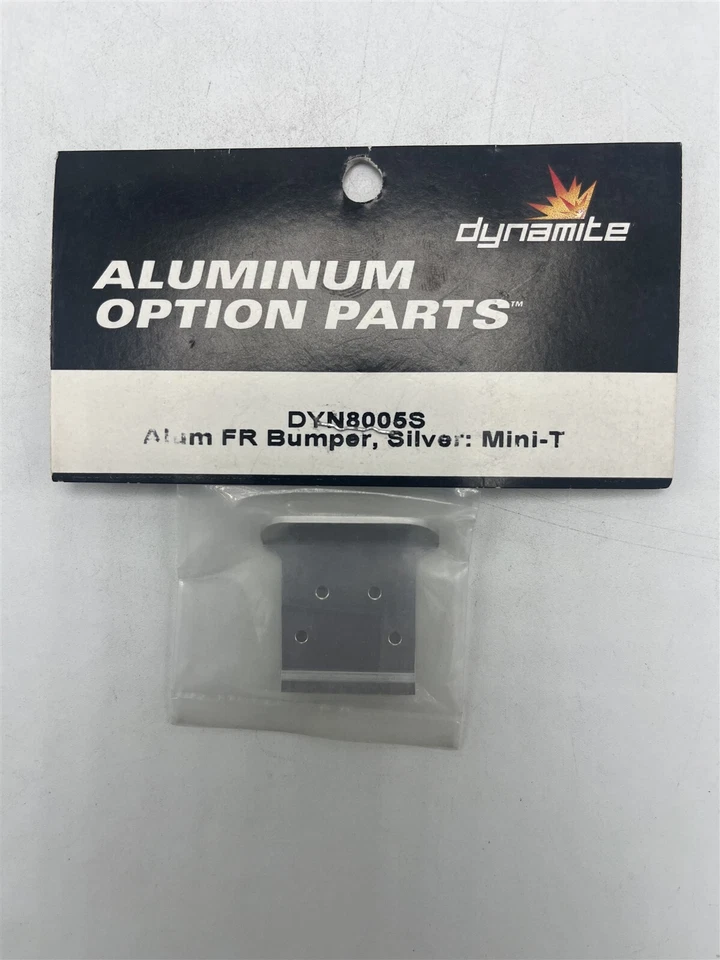 dynamite
ALUMINUM
OPTION PARTS™
DYN8005S
Alum FR Bumper, Silver: Mini-T